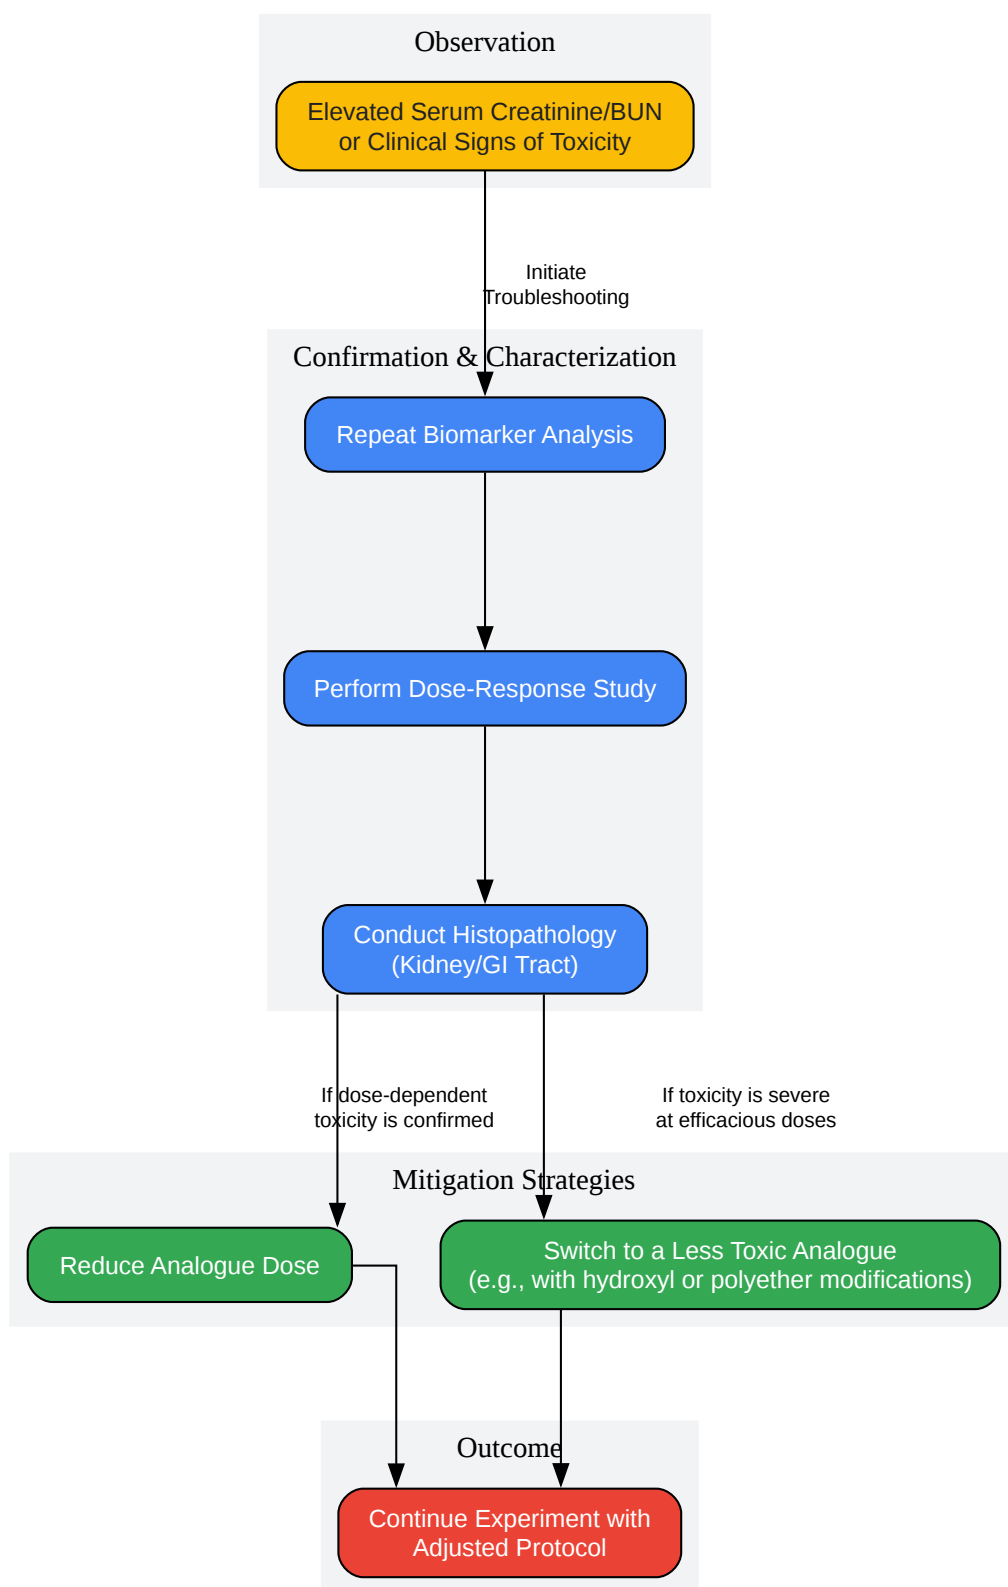 Observation
Elevated Serum Creatinine/BUN
or Clinical Signs of Toxicity
Initiate
Troubleshooting
Confirmation & Characterization
Repeat Biomarker Analysis
Perform Dose-Response Study
Conduct Histopathology
(Kidney/GI Tract)
If dose-dependent
toxicity is confirmed
If toxicity is severe
at efficacious doses
Mitigation Strategies
Reduce Analogue Dose
Switch to a Less Toxic Analogue
(e.g., with hydroxyl or polyether modifications)
Outcome
Continue Experiment with
Adjusted Protocol